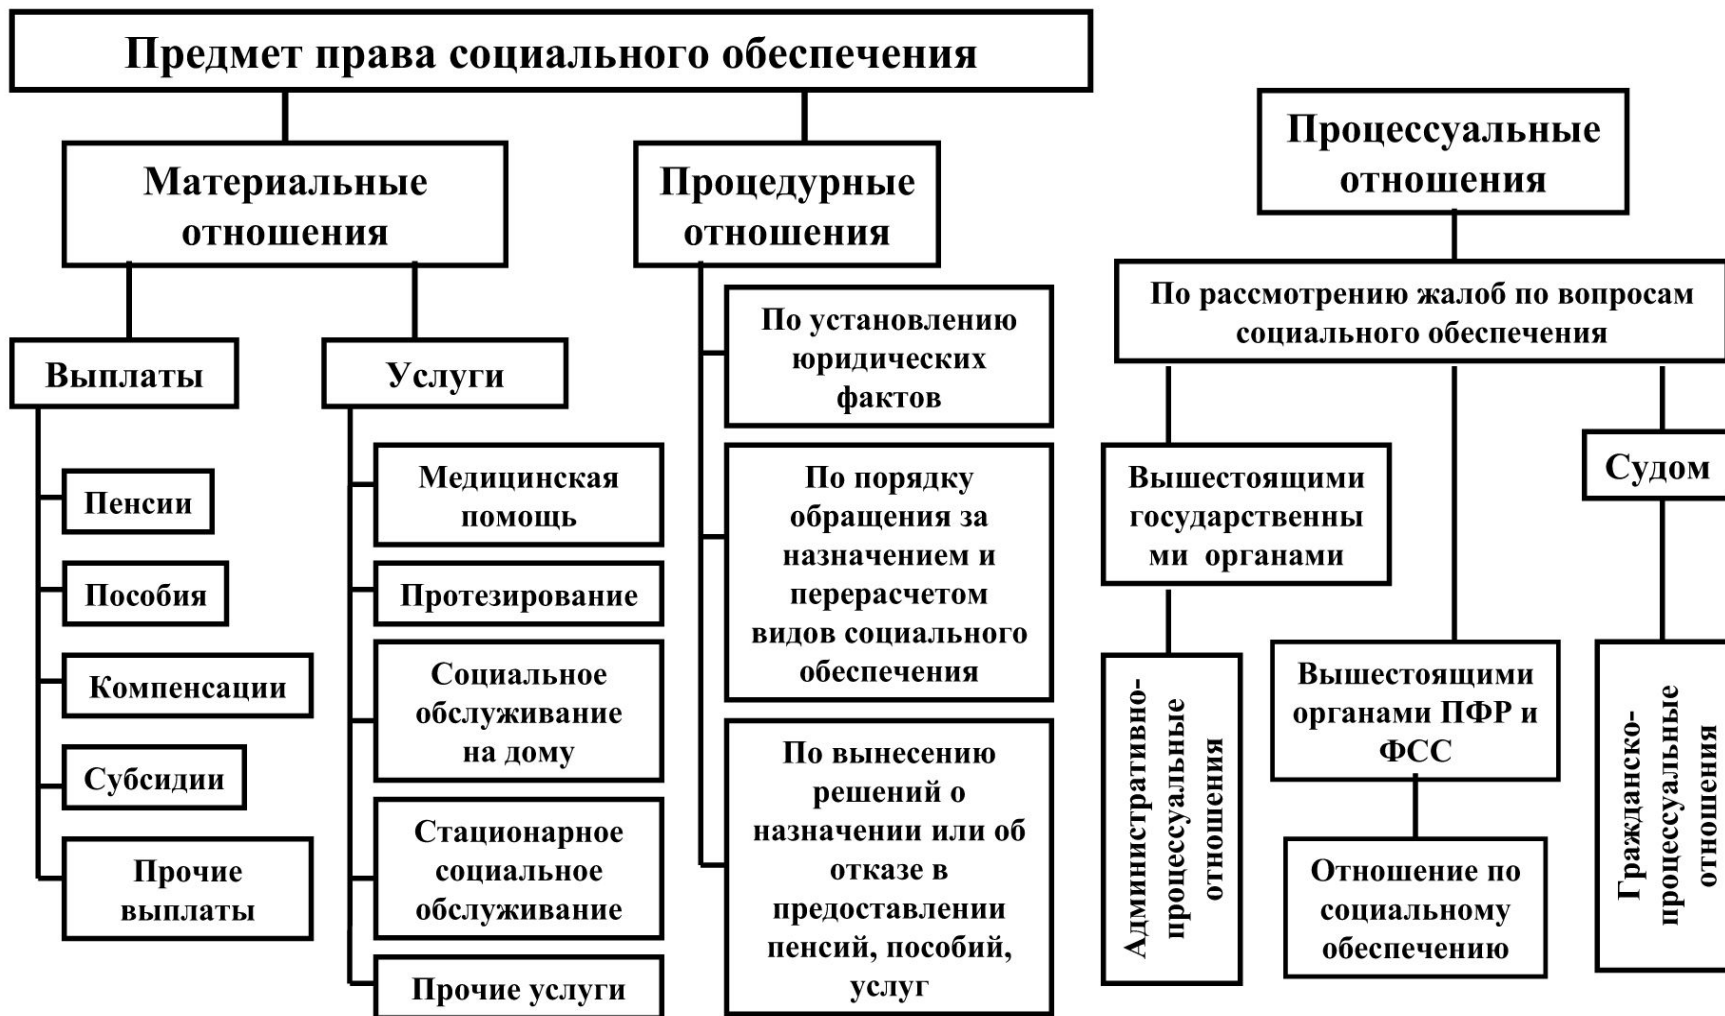 Предмет права социального обеспечения
Материальные
отношения
Выплаты
Пенсии
Пособия
Компенсации
Субсидии
Прочие
выплаты
Услуги
Медицинская
помощь
Протезирование
Социальное
обслуживание
на дому
Стационарное
социальное
обслуживание
Прочие услуги
Процедурные
отношения
По установлению
юридических
фактов
По порядку
обращения за
назначением и
перерасчетом
видов социального
обеспечения
По вынесению
решений о
назначении или об
отказе в
предоставлении
пенсий, пособий,
услуг
Процессуальные
отношения
По рассмотрению жалоб по вопросам
социального обеспечения
Вышестоящими
государственны
ми органами
Административно-
процессуальные
отношения
Вышестоящими
органами ПФР и
ФСС
Отношение по
социальному
обеспечению
Судом
Гражданско-
процессуальные
отношения